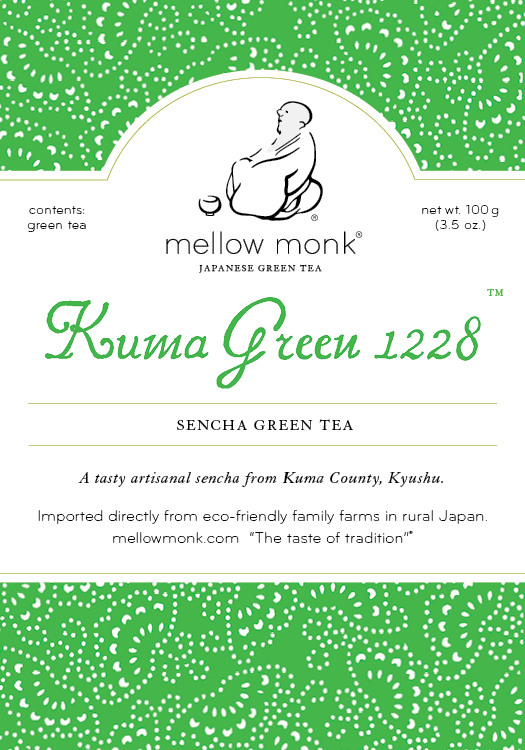 contents:
green tea
net wt. 100 g
(3.5 oz.)
®
mellow monk®
JAPANESE GREEN TEA
Kuma Green 1228™
SENCHA GREEN TEA
A tasty artisanal sencha from Kuma County, Kyushu.
Imported directly from eco-friendly family farms in rural Japan.
mellowmonk.com "The taste of tradition"®